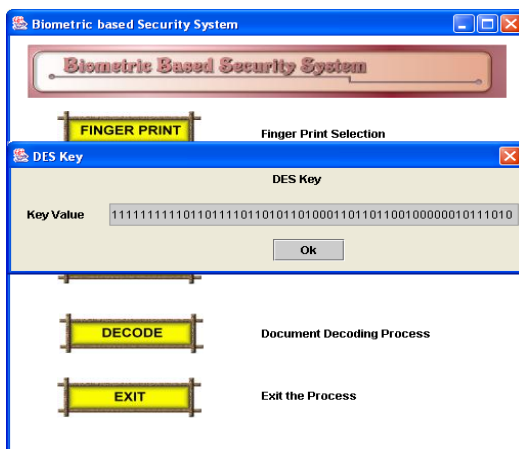 Biometric based Security System
Biometric Based Security System
FINGER PRINT Finger Print Selection
DES Key
DES Key
Key Value 11111111110110111101101011010001101101100100000010111010
Ok
DECODE Document Decoding Process
EXIT Exit the Process